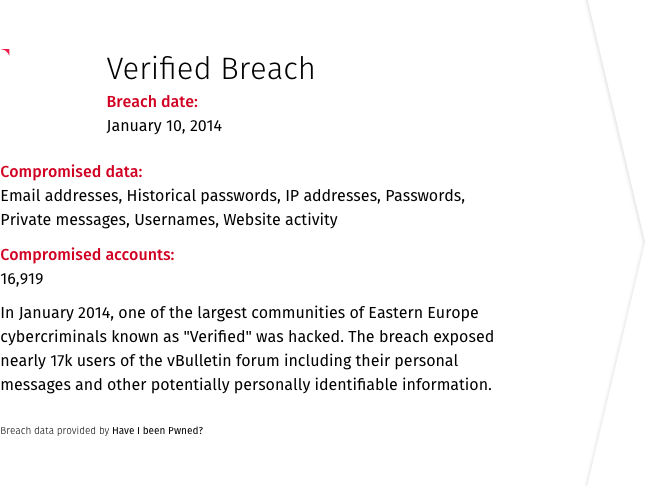 Verified Breach
Breach date:
January 10, 2014
Compromised data:
Email addresses, Historical passwords, IP addresses, Passwords,
Private messages, Usernames, Website activity
Compromised accounts:
16,919
In January 2014, one of the largest communities of Eastern Europe
cybercriminals known as "Verified" was hacked. The breach exposed
nearly 17k users of the vBulletin forum including their personal
messages and other potentially personally identifiable information.
Breach data provided by Have I been Pwned?